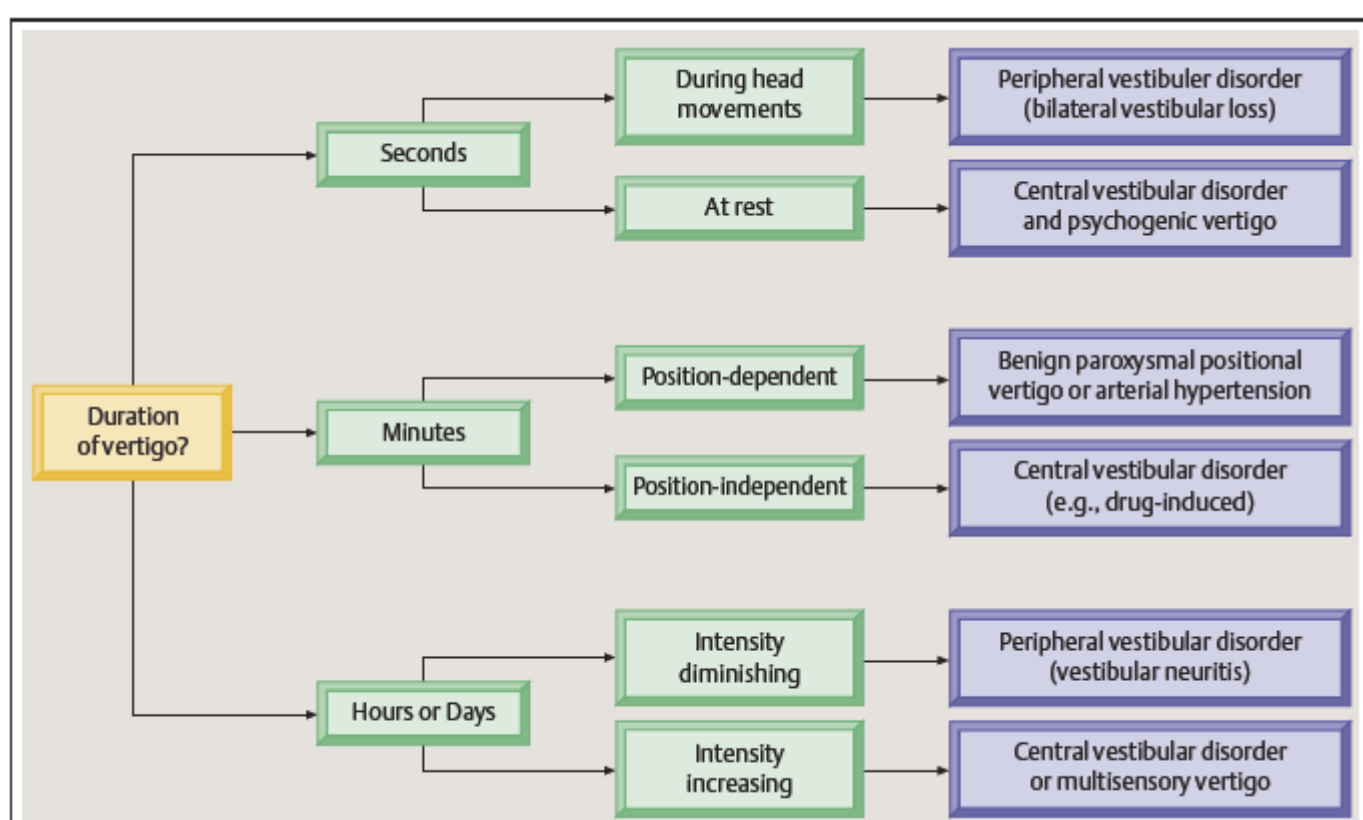 During head
movements
Peripheral vestibuler disorder
(bilateral vestibular loss)
Seconds
At rest
Central vestibular disorder
and psychogenic vertigo
Duration
of vertigo?
Minutes
Position-dependent
Benign paroxysmal positional
vertigo or arterial hypertension
Position-independent
Central vestibular disorder
(e.g., drug-induced)
Hours or Days
Intensity
diminishing
Peripheral vestibular disorder
(vestibular neuritis)
Intensity
increasing
Central vestibular disorder
or multisensory vertigo